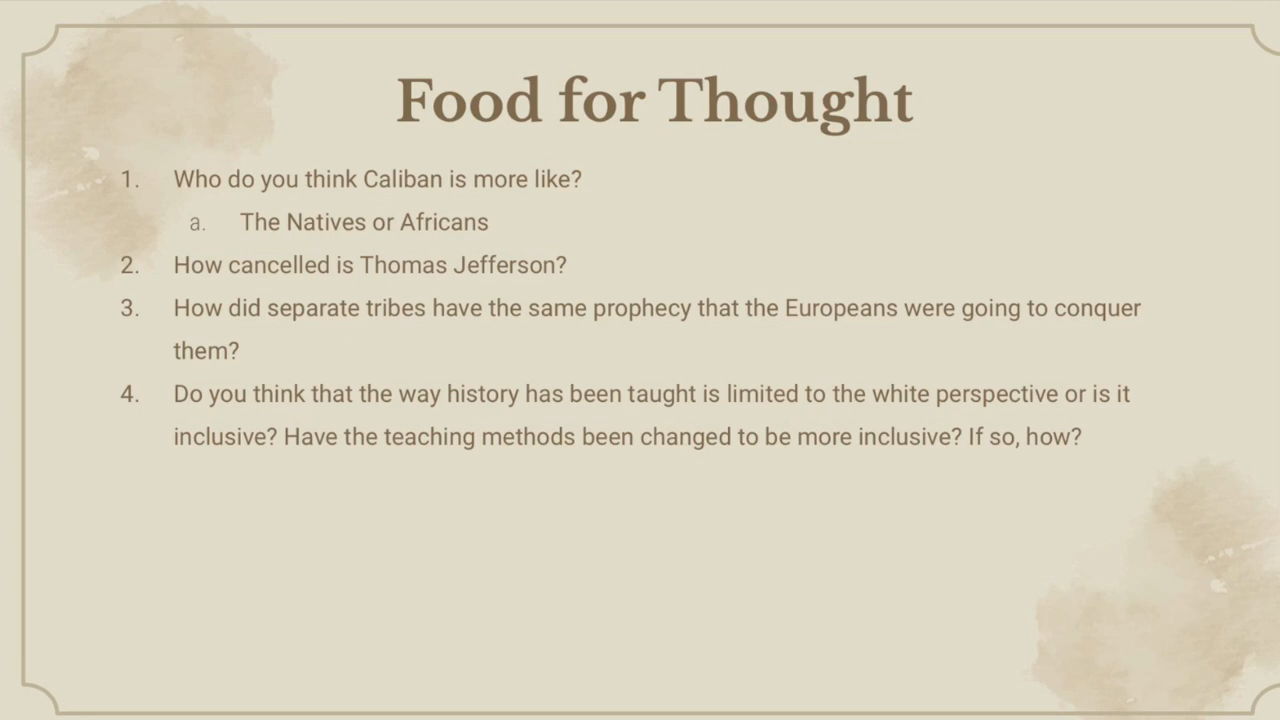 Food for Thought
1. Who do you think Caliban is more like?
a. The Natives or Africans
2. How cancelled is Thomas Jefferson?
3. How did separate tribes have the same prophecy that the Europeans were going to conquer
them?
4. Do you think that the way history has been taught is limited to the white perspective or is it
inclusive? Have the teaching methods been changed to be more inclusive? If so, how?